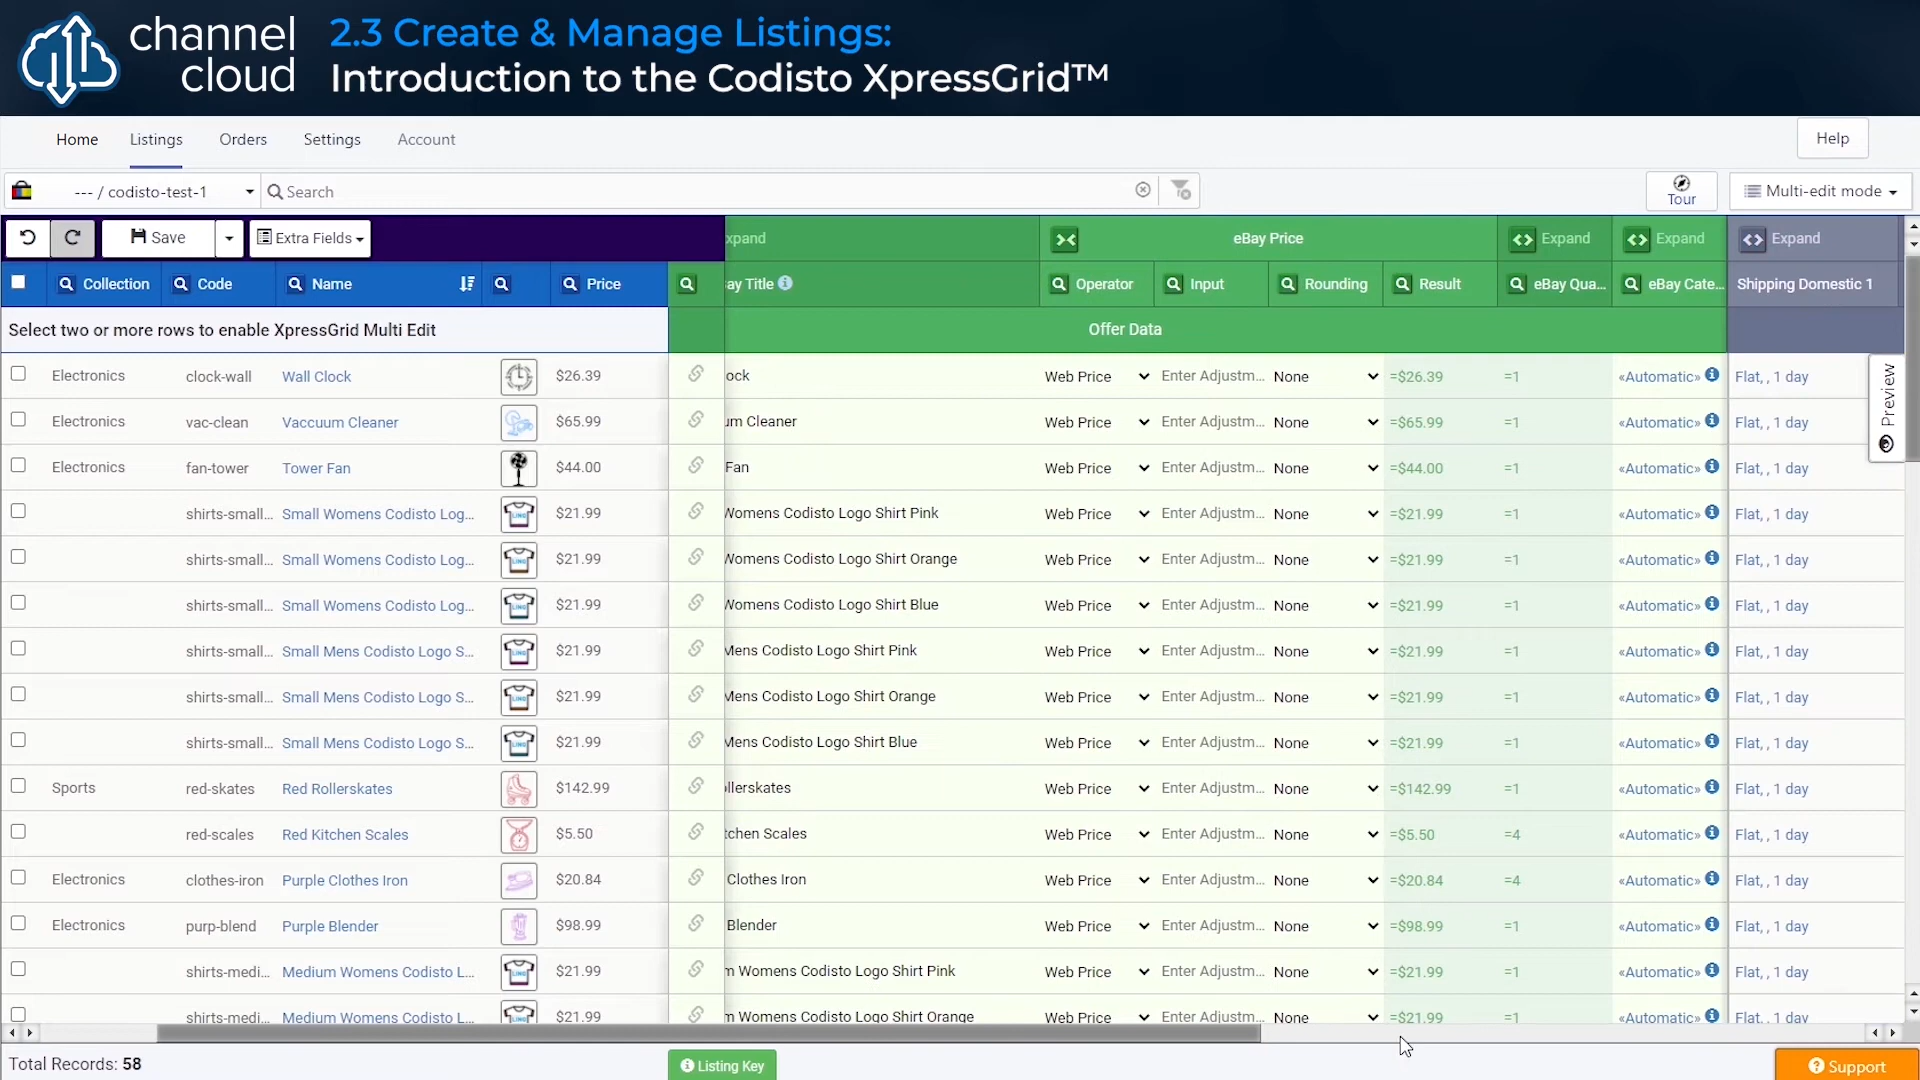 channel
cloud
2.3 Create & Manage Listings:
Introduction to the Codisto XpressGrid™
Home Listings Orders Settings Account Help
--- / codisto-test-1 Search Tour Multi-edit mode
Save Extra Fields xpand eBay Price Expand Expand Expand
Collection Code Name Price ay Title Operator Input Rounding Result eBay Qua... eBay Cate... Shipping Domestic 1
Select two or more rows to enable XpressGrid Multi Edit Offer Data
Electronics clock-wall Wall Clock $26.39 ock Web Price Enter Adjustm... None =$26.39 =1 «Automatic» Flat, , 1 day
Electronics vac-clean Vaccuum Cleaner $65.99 um Cleaner Web Price Enter Adjustm... None =$65.99 =1 «Automatic» Flat, , 1 day
Electronics fan-tower Tower Fan $44.00 Fan Web Price Enter Adjustm... None =$44.00 =1 «Automatic» Flat, , 1 day
shirts-small... Small Womens Codisto Log... $21.99 Womens Codisto Logo Shirt Pink Web Price Enter Adjustm... None =$21.99 =1 «Automatic» Flat, , 1 day
shirts-small... Small Womens Codisto Log... $21.99 Womens Codisto Logo Shirt Orange Web Price Enter Adjustm... None =$21.99 =1 «Automatic» Flat, , 1 day
shirts-small... Small Womens Codisto Log... $21.99 Womens Codisto Logo Shirt Blue Web Price Enter Adjustm... None =$21.99 =1 «Automatic» Flat, , 1 day
shirts-small... Small Mens Codisto Logo S... $21.99 Mens Codisto Logo Shirt Pink Web Price Enter Adjustm... None =$21.99 =1 «Automatic» Flat, , 1 day
shirts-small... Small Mens Codisto Logo S... $21.99 Mens Codisto Logo Shirt Orange Web Price Enter Adjustm... None =$21.99 =1 «Automatic» Flat, , 1 day
shirts-small... Small Mens Codisto Logo S... $21.99 Mens Codisto Logo Shirt Blue Web Price Enter Adjustm... None =$21.99 =1 «Automatic» Flat, , 1 day
Sports red-skates Red Rollerskates $142.99 ollerskates Web Price Enter Adjustm... None =$142.99 =1 «Automatic» Flat, , 1 day
red-scales Red Kitchen Scales $5.50 tchen Scales Web Price Enter Adjustm... None =$5.50 =4 «Automatic» Flat, , 1 day
Electronics clothes-iron Purple Clothes Iron $20.84 Clothes Iron Web Price Enter Adjustm... None =$20.84 =4 «Automatic» Flat, , 1 day
Electronics purp-blend Purple Blender $98.99 Blender Web Price Enter Adjustm... None =$98.99 =1 «Automatic» Flat, , 1 day
shirts-medi... Medium Womens Codisto L... $21.99 m Womens Codisto Logo Shirt Pink Web Price Enter Adjustm... None =$21.99 =1 «Automatic» Flat, , 1 day
shirts-medi... Medium Womens Codisto L... $21.99 m Womens Codisto Logo Shirt Orange Web Price Enter Adjustm... None =$21.99 =1 «Automatic» Flat, , 1 day
Preview
Total Records: 58 Listing Key Support